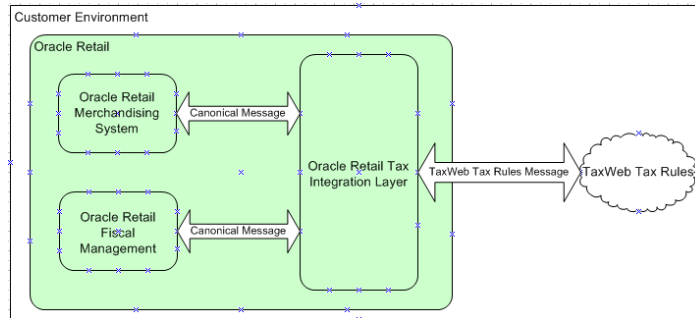 Customer Environment
Oracle Retail
Oracle Retail
Merchandising
System
Canonical Message
Oracle Retail Tax
Integration Layer
TaxWeb Tax Rules Message
TaxWeb Tax Rules
Oracle Retail
Fiscal
Management
Canonical Message